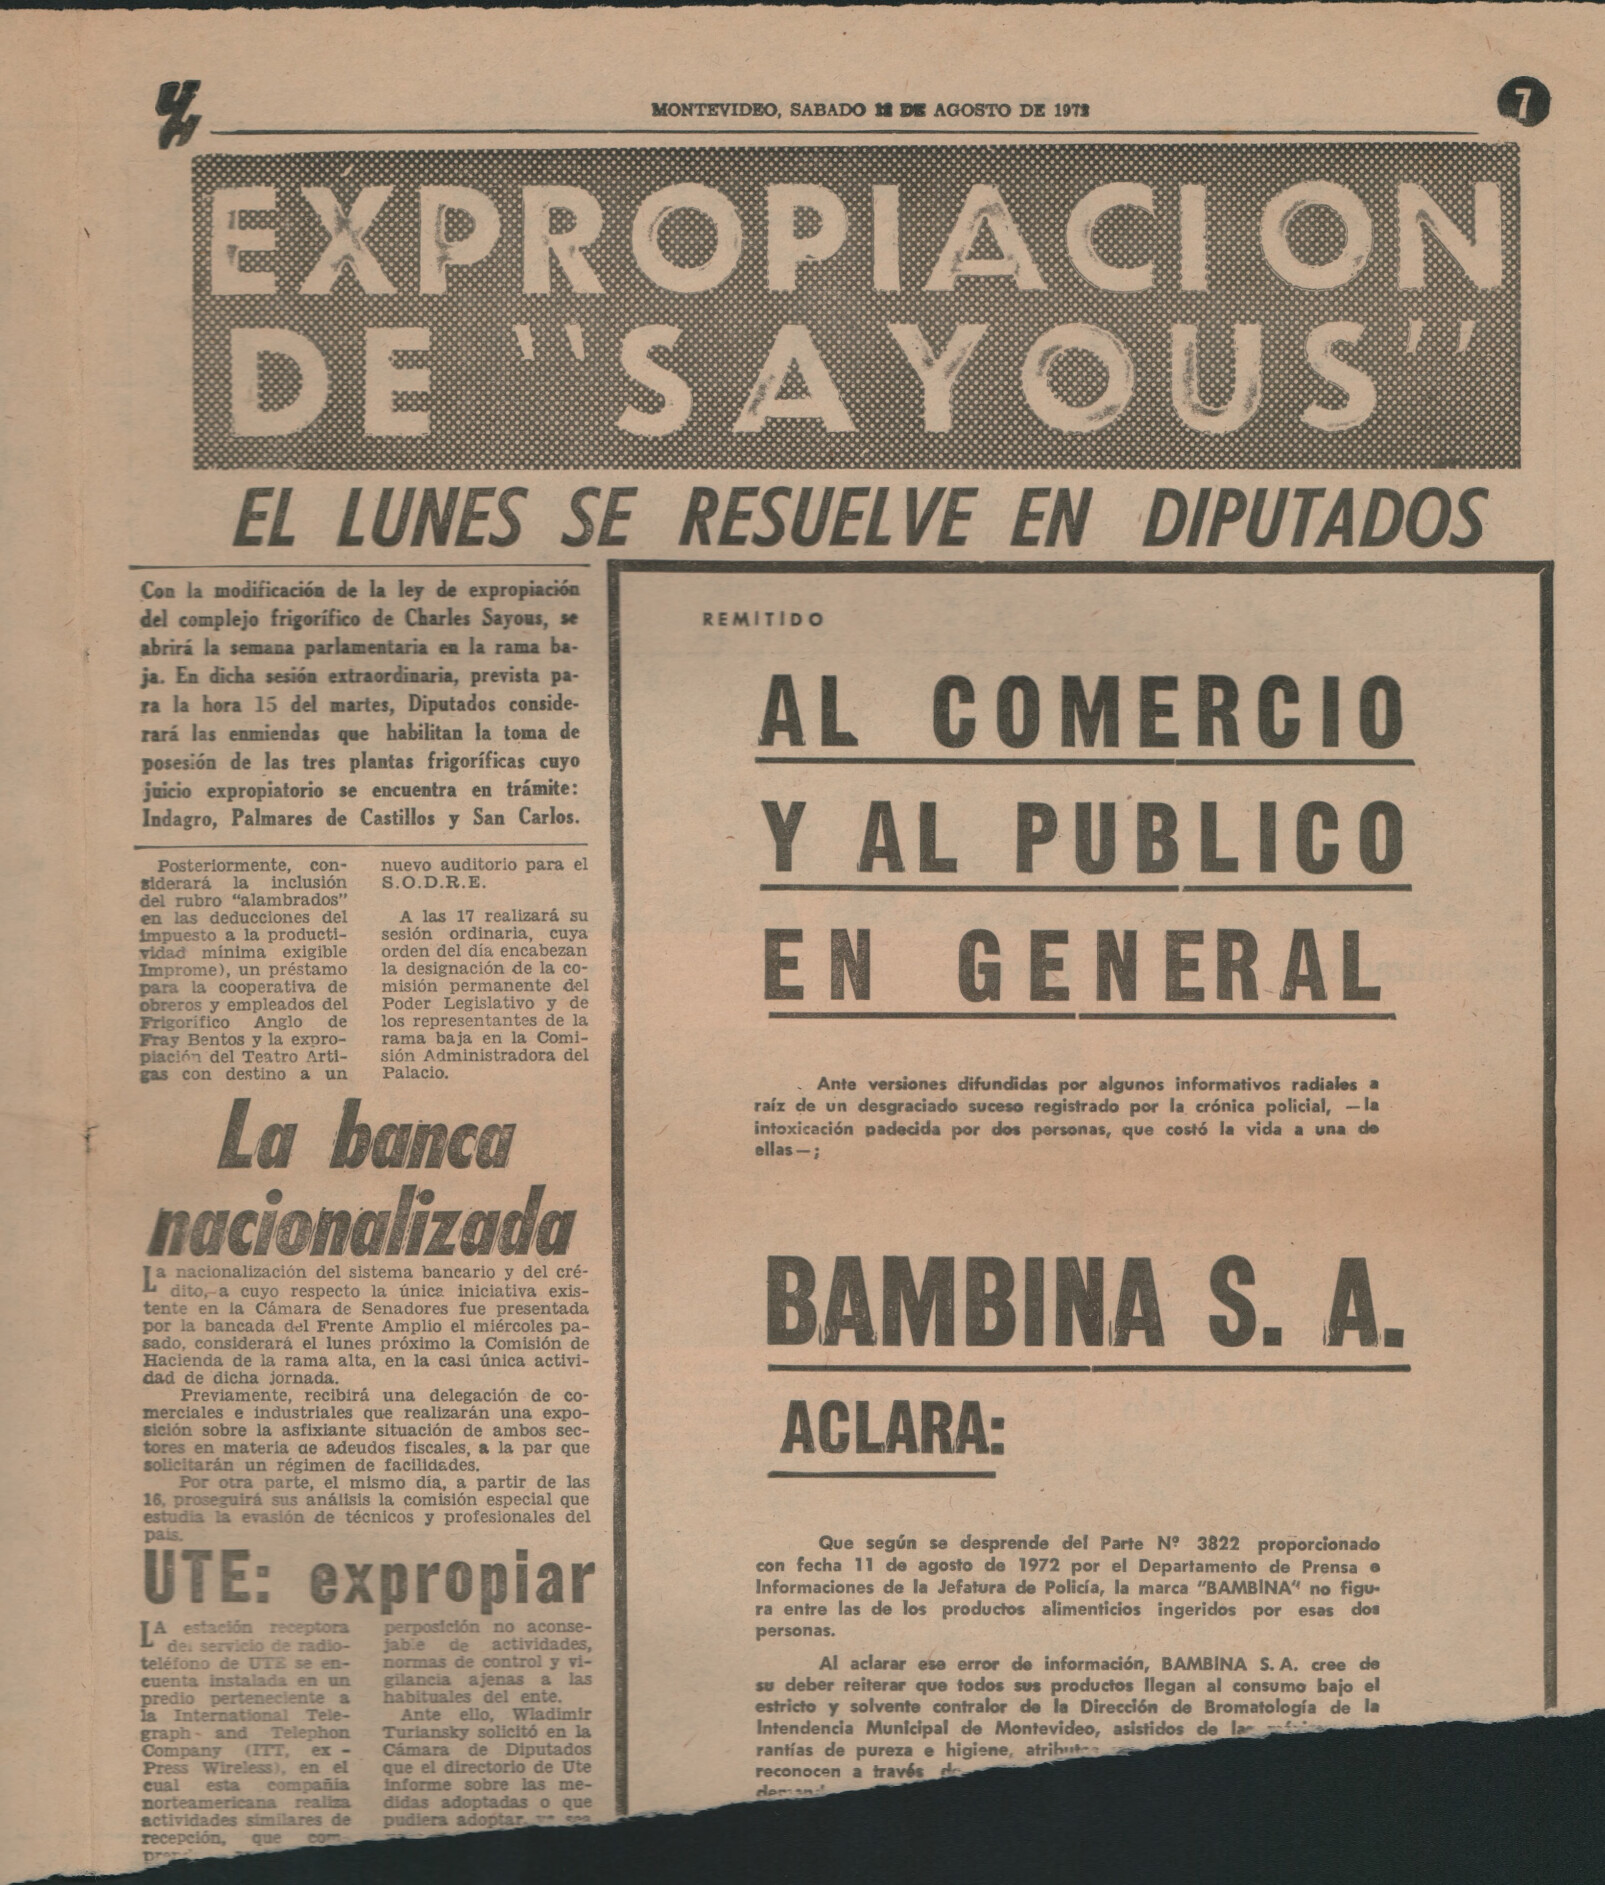 MONTEVIDEO, SABADO 12 DE AGOSTO DE 1972
7
EXPROPIACION
DE "SAYOUS"
EL LUNES SE RESUELVE EN DIPUTADOS
Con la modificación de la ley de expropiación
del complejo frigorífico de Charles Sayous, se
abrirá la semana parlamentaria en la rama ba-
ja. En dicha sesión extraordinaria, prevista pa-
ra la hora 15 del martes, Diputados conside-
rará las enmiendas que habilitan la toma de
posesión de las tres plantas frigoríficas cuyo
juicio expropiatorio se encuentra en trámite:
Indagro, Palmares de Castillos y San Carlos.
Posteriormente, con-
siderará la inclusión
del rubro "alambrados"
en las deducciones del
impuesto a la producti-
vidad mínima exigible
Improme), un préstamo
para la cooperativa de
obreros y empleados del
Frigorífico Anglo de
Fray Bentos y la expro-
piación del Teatro Arti-
gas con destino a un
nuevo auditorio para el
S.O.D.R.E.
A las 17 realizará su
sesión ordinaria, cuya
orden del día encabezan
la designación de la co-
misión permanente del
Poder Legislativo y de
los representantes de la
rama baja en la Comi-
sión Administradora del
Palacio.
La banca
nacionalizada
La nacionalización del sistema bancario y del cré-
dito, a cuyo respecto la única iniciativa exis-
tente en la Cámara de Senadores fue presentada
por la bancada del Frente Amplio el miércoles pa-
sado, considerará el lunes próximo la Comisión de
Hacienda de la rama alta, en la casi única activi-
dad de dicha jornada.
Previamente, recibirá una delegación de co-
merciales e industriales que realizarán una expo-
sición sobre la asfixiante situación de ambos sec-
tores en materia de adeudos fiscales, a la par que
solicitarán un régimen de facilidades.
Por otra parte, el mismo día, a partir de las
16, proseguirá sus análisis la comisión especial que
estudia la evasión de técnicos y profesionales del
país.
UTE: expropiar
LA estación receptora
del servicio de radio-
teléfono de UTE se en-
cuenta instalada en un
predio perteneciente a
la International Tele-
graph and Telephon
Company (ITT, ex -
Press Wireless), en el
cual esta compañía
norteamericana realiza
actividades similares de
recepción, que com-
perposición no aconse-
jable de actividades,
normas de control y vi-
gilancia ajenas a las
habituales del ente.
Ante ello, Wladimir
Turiansky solicitó en la
Cámara de Diputados
que el directorio de Ute
informe sobre las me-
didas adoptadas o que
pudiera adoptar, ya sea
REMITIDO
AL COMERCIO
Y AL PUBLICO
EN GENERAL
Ante versiones difundidas por algunos informativos radiales a
raíz de un desgraciado suceso registrado por la crónica policial, —la
intoxicación padecida por dos personas, que costó la vida a una de
ellas—;
BAMBINA S. A.
ACLARA:
Que según se desprende del Parte Nº 3822 proporcionado
con fecha 11 de agosto de 1972 por el Departamento de Prensa e
Informaciones de la Jefatura de Policía, la marca "BAMBINA" no figu-
ra entre las de los productos alimenticios ingeridos por esas dos
personas.
Al aclarar ese error de información, BAMBINA S. A. cree de
su deber reiterar que todos sus productos llegan al consumo bajo el
estricto y solvente contralor de la Dirección de Bromatología de la
Intendencia Municipal de Montevideo, asistidos de las
rantías de pureza e higiene,
reconocen a través